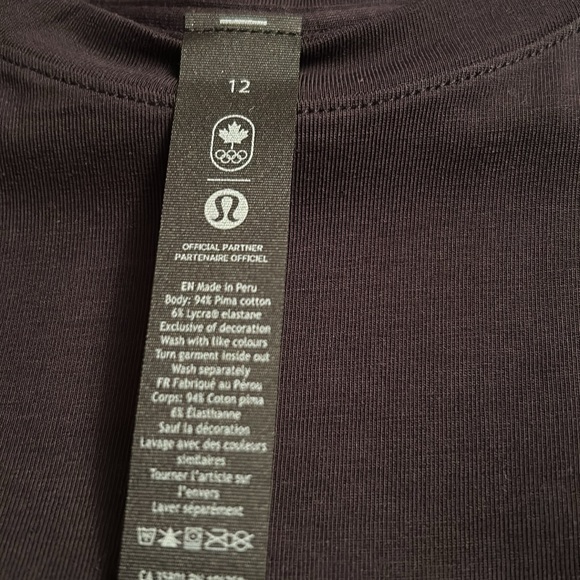 12
OFFICIAL PARTNER
PARTENAIRE OFFICIEL
EN Made in Peru
Body: 94% Pima cotton
6% Lycra® elastane
Exclusive of decoration
Wash with like colours
Turn garment inside out
Wash separately
FR Fabriqué au Pérou
Corps: 94% Coton pima
6% Élasthanne
Sauf la décoration
Lavage avec des couleurs
similaires
Tourner l'article sur
l'envers
Laver séparément